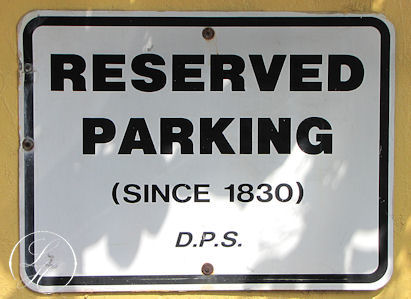 RESERVED
PARKING
(SINCE 1830)
D.P.S.